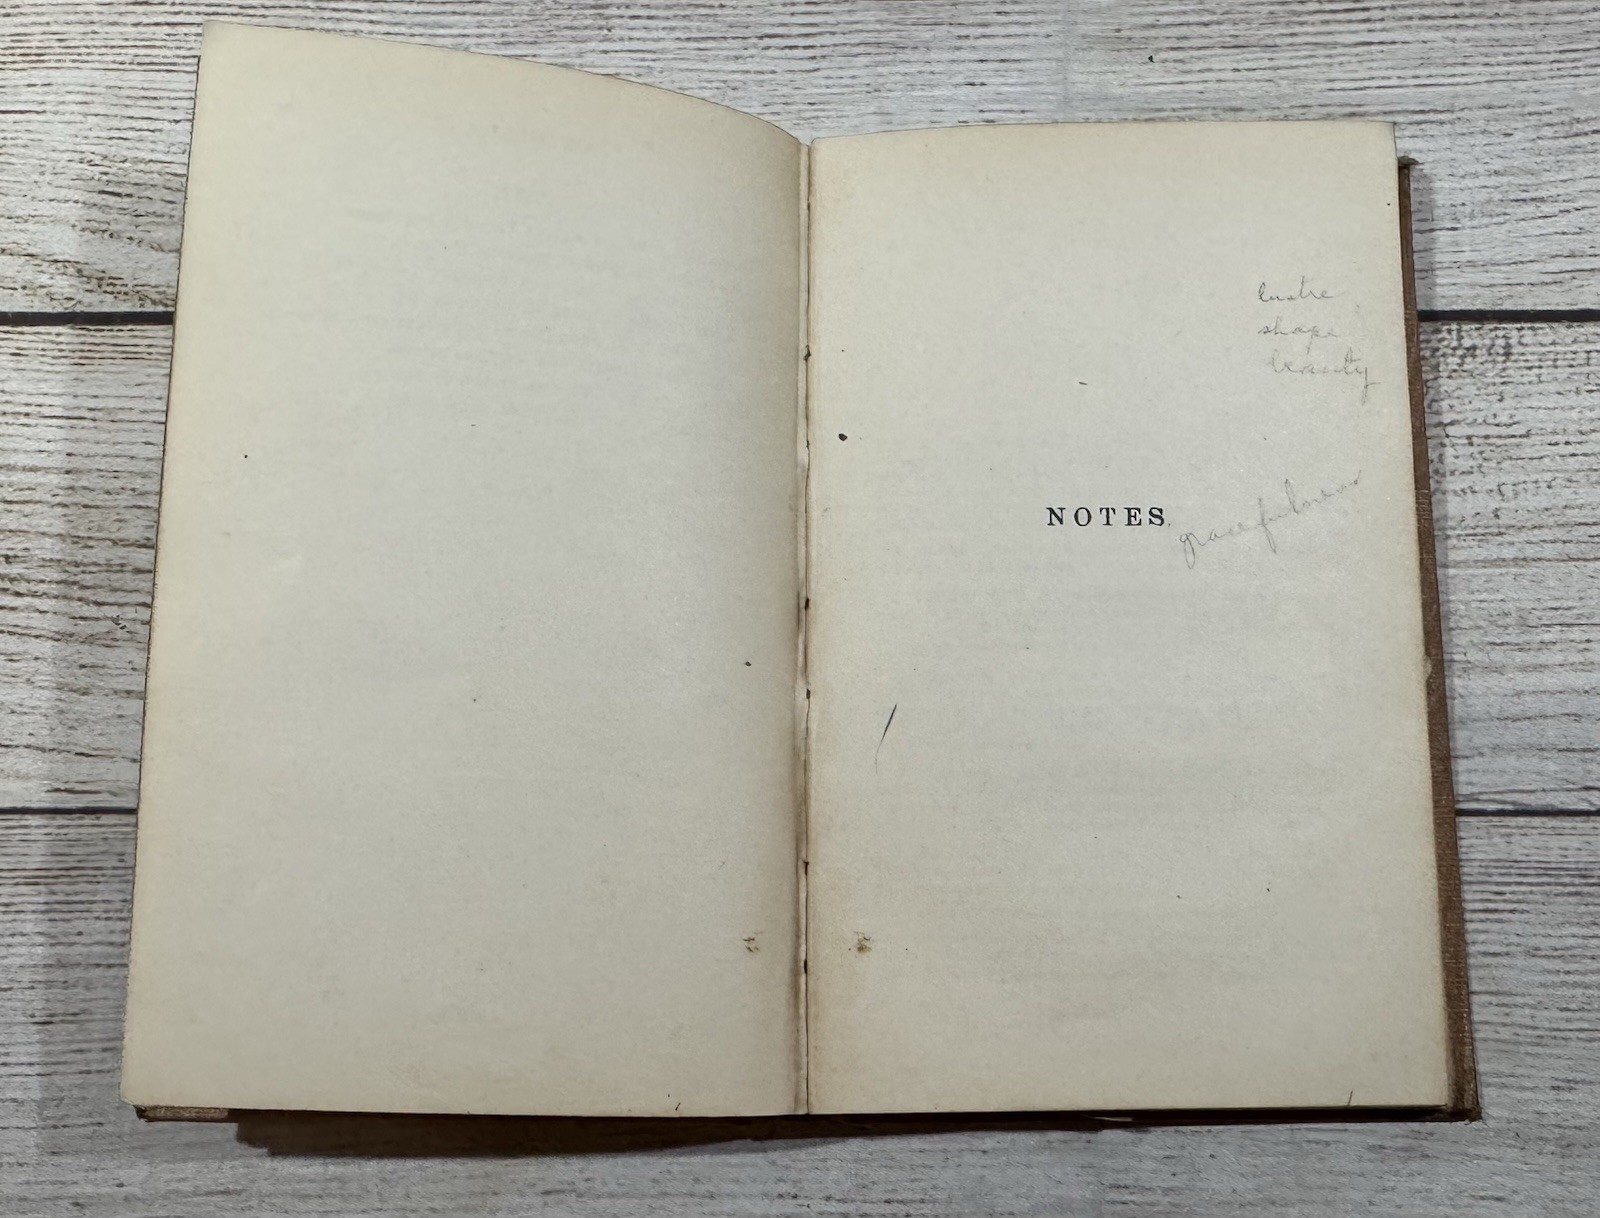 lustre
shape
beauty
NOTES.
gracefulness